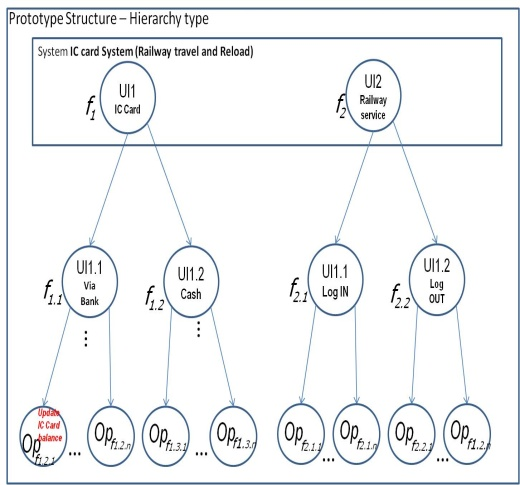 Prototype Structure – Hierarchy type
System IC card System (Railway travel and Reload)
f1
UI1
IC Card
f2
UI2
Railway
service
f1.1
UI1.1
Via
Bank
f1.2
UI1.2
Cash
f2.1
UI1.1
Log IN
f2.2
UI1.2
Log
OUT
⋮
⋮
Update
IC Card
balance
Opf1.2.1
...
Opf1.2.n
Opf1.3.1
...
Opf1.3.n
Opf2.1.1
...
Opf2.1.n
Opf2.2.1
...
Opf1.2.n